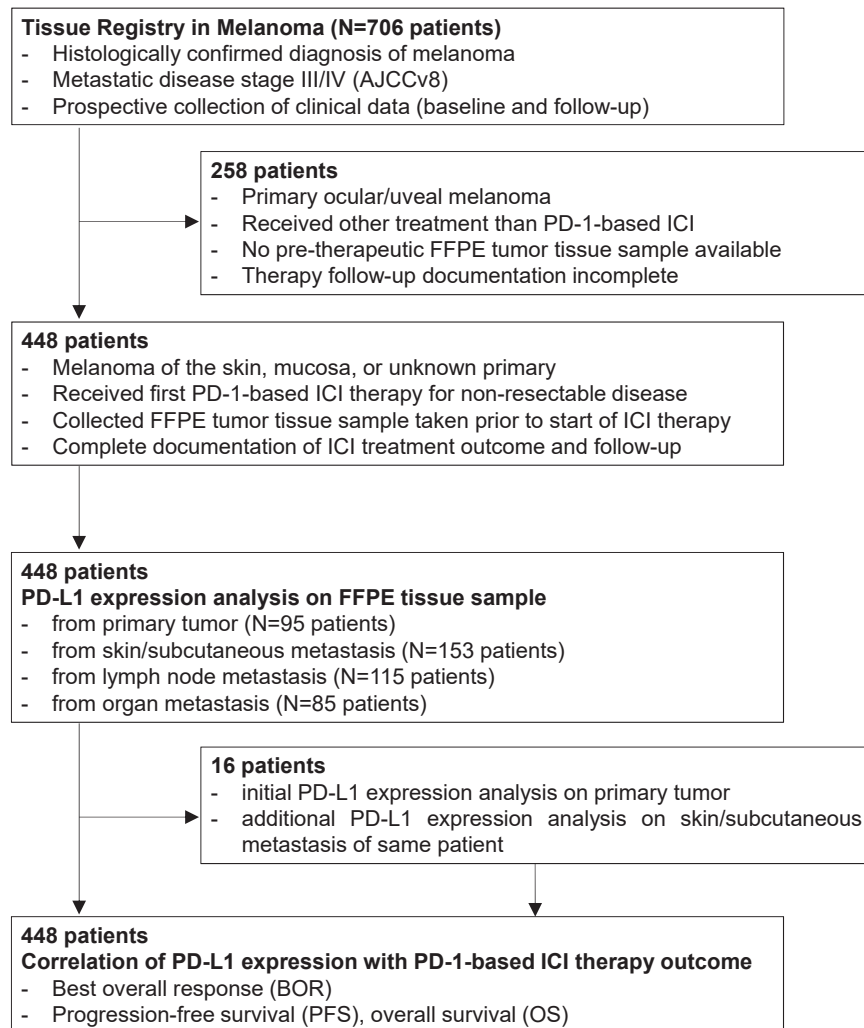 Tissue Registry in Melanoma (N=706 patients)
- Histologically confirmed diagnosis of melanoma
- Metastatic disease stage III/IV (AJCCv8)
- Prospective collection of clinical data (baseline and follow-up)
258 patients
- Primary ocular/uveal melanoma
- Received other treatment than PD-1-based ICI
- No pre-therapeutic FFPE tumor tissue sample available
- Therapy follow-up documentation incomplete
448 patients
- Melanoma of the skin, mucosa, or unknown primary
- Received first PD-1-based ICI therapy for non-resectable disease
- Collected FFPE tumor tissue sample taken prior to start of ICI therapy
- Complete documentation of ICI treatment outcome and follow-up
448 patients
PD-L1 expression analysis on FFPE tissue sample
- from primary tumor (N=95 patients)
- from skin/subcutaneous metastasis (N=153 patients)
- from lymph node metastasis (N=115 patients)
- from organ metastasis (N=85 patients)
16 patients
- initial PD-L1 expression analysis on primary tumor
- additional PD-L1 expression analysis on skin/subcutaneous
metastasis of same patient
448 patients
Correlation of PD-L1 expression with PD-1-based ICI therapy outcome
- Best overall response (BOR)
- Progression-free survival (PFS), overall survival (OS)